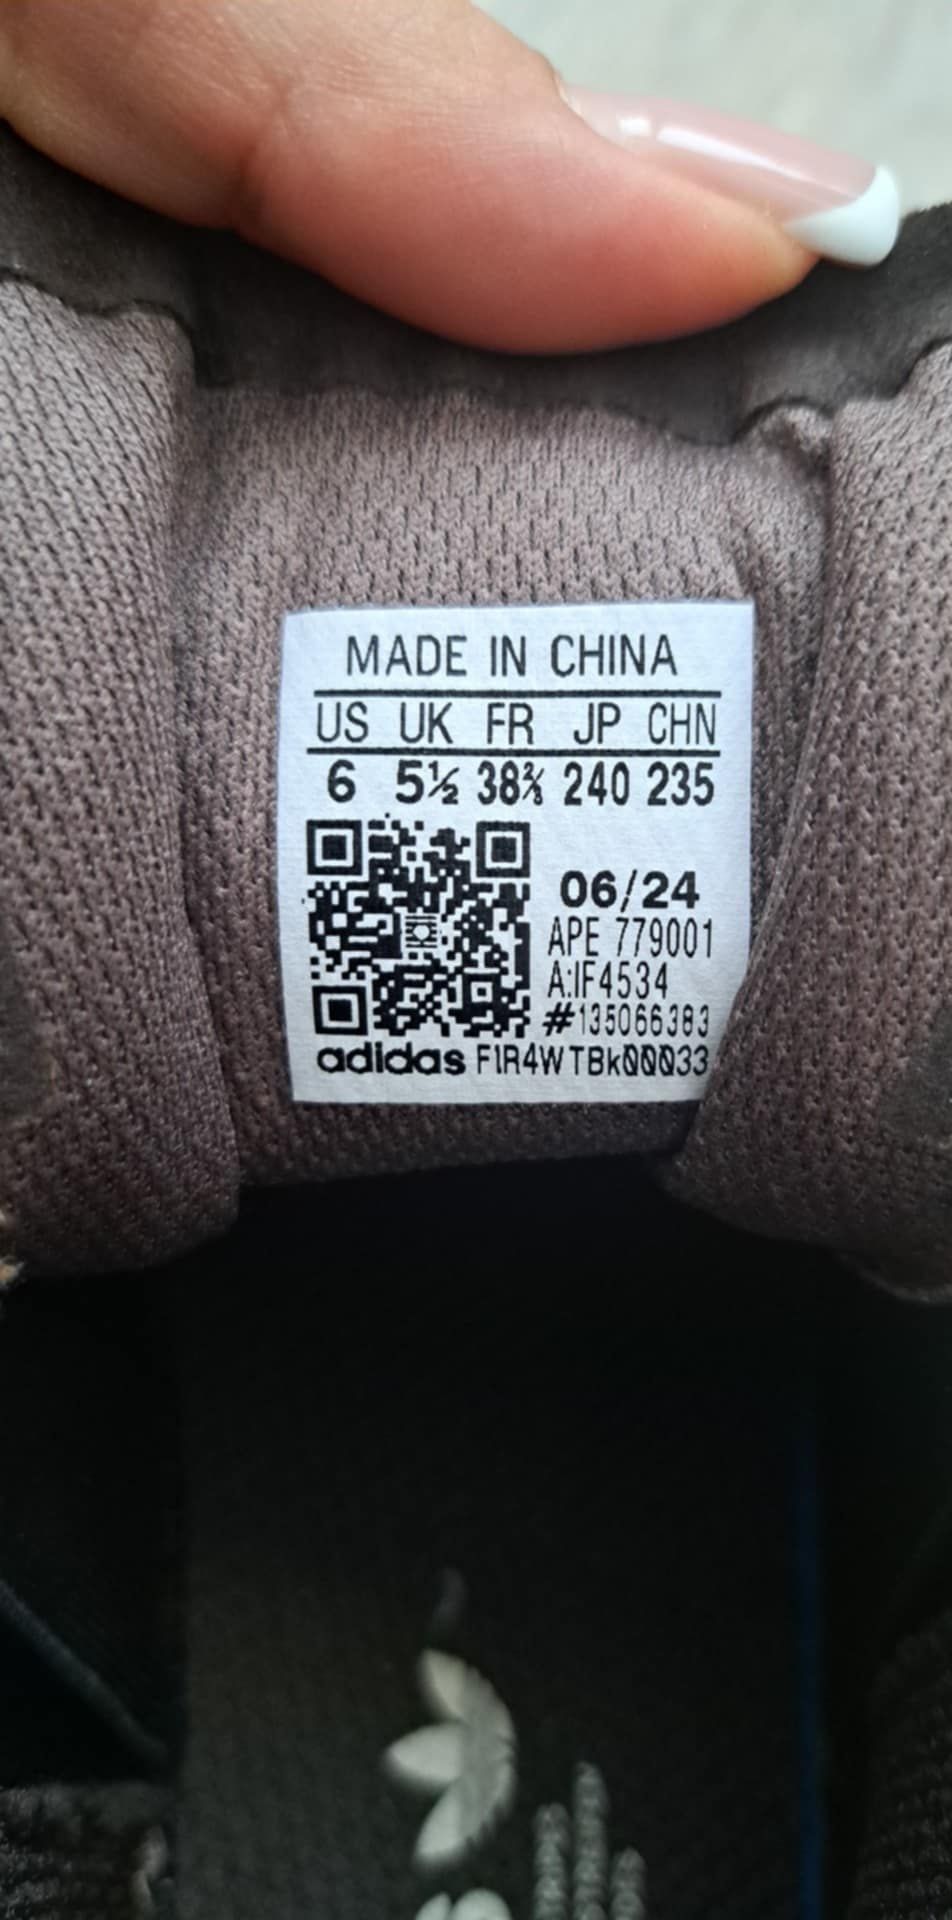 MADE IN CHINA
US UK FR JP CHN
6 5½ 38⅔ 240 235
06/24
APE 779001
A:IF4534
#135066383
adidas F1R4WTBk00033